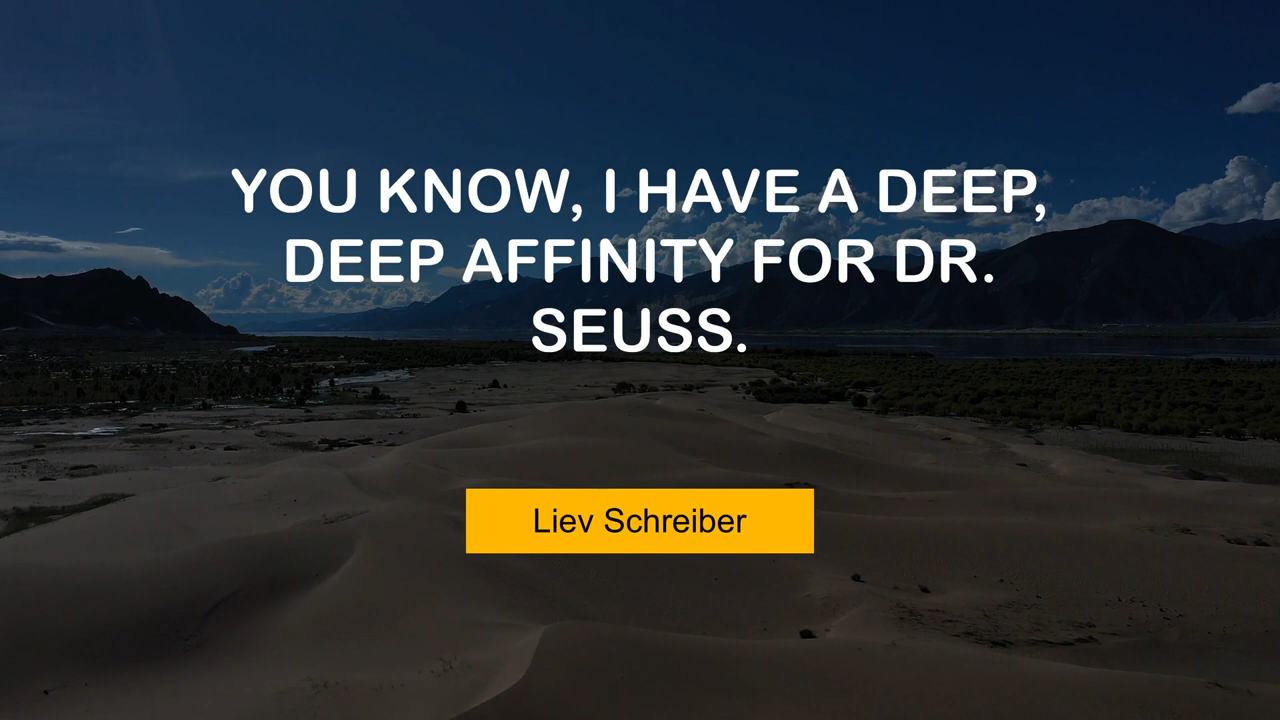 YOU KNOW, I HAVE A DEEP,
DEEP AFFINITY FOR DR.
SEUSS.
Liev Schreiber